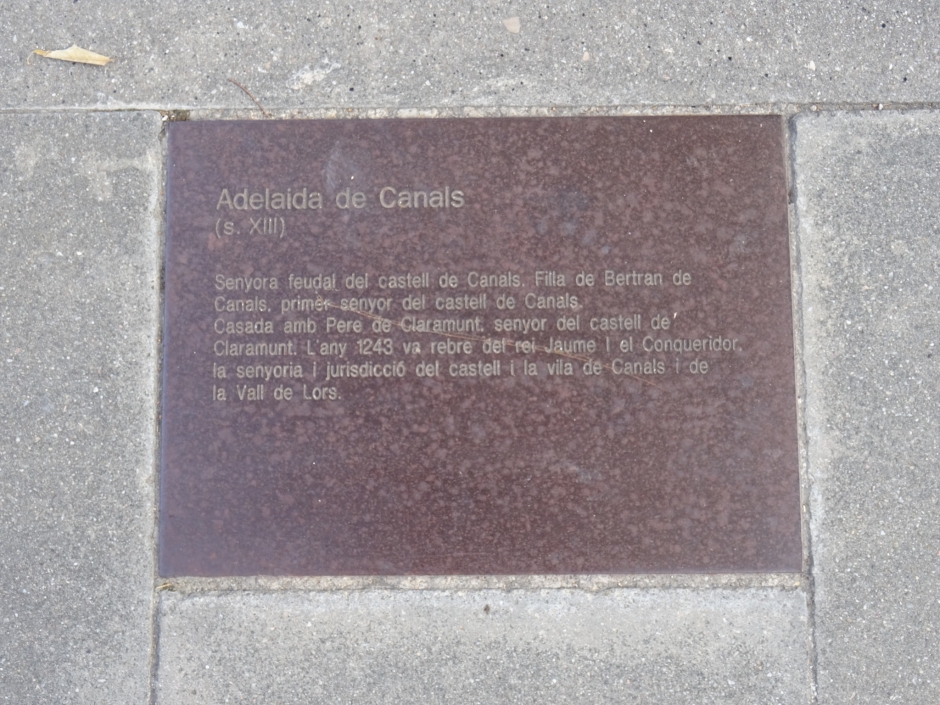 Adelaida de Canals
(s. XIII)
Senyora feudal del castell de Canals. Filla de Bertran de
Canals, primer senyor del castell de Canals.
Casada amb Pere de Claramunt, senyor del castell de
Claramunt. L'any 1243 va rebre del rei Jaume I el Conqueridor,
la senyoria i jurisdicció del castell i la vila de Canals i de
la Vall de Lors.